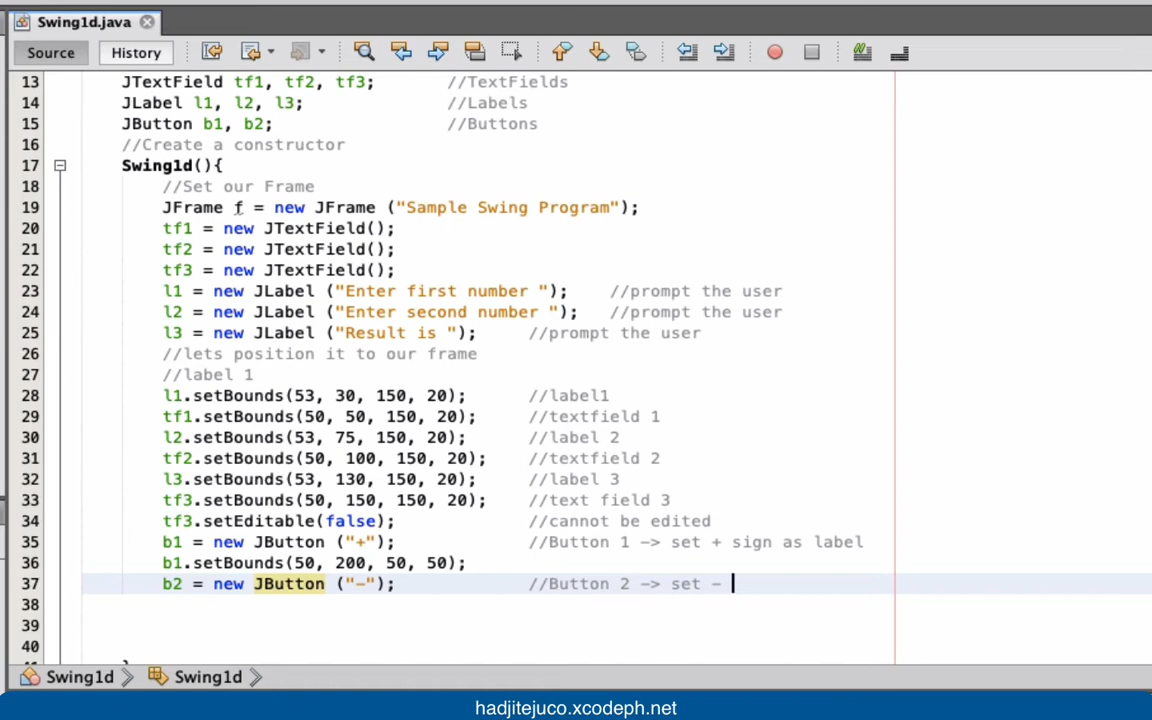 Swing1d.java
Source History
13 JTextField tf1, tf2, tf3; //TextFields
14 JLabel l1, l2, l3; //Labels
15 JButton b1, b2; //Buttons
16 //Create a constructor
17 Swing1d(){
18 //Set our Frame
19 JFrame f = new JFrame ("Sample Swing Program");
20 tf1 = new JTextField();
21 tf2 = new JTextField();
22 tf3 = new JTextField();
23 l1 = new JLabel ("Enter first number "); //prompt the user
24 l2 = new JLabel ("Enter second number "); //prompt the user
25 l3 = new JLabel ("Result is "); //prompt the user
26 //lets position it to our frame
27 //label 1
28 l1.setBounds(53, 30, 150, 20); //label1
29 tf1.setBounds(50, 50, 150, 20); //textfield 1
30 l2.setBounds(53, 75, 150, 20); //label 2
31 tf2.setBounds(50, 100, 150, 20); //textfield 2
32 l3.setBounds(53, 130, 150, 20); //label 3
33 tf3.setBounds(50, 150, 150, 20); //text field 3
34 tf3.setEditable(false); //cannot be edited
35 b1 = new JButton ("+"); //Button 1 -> set + sign as label
36 b1.setBounds(50, 200, 50, 50);
37 b2 = new JButton ("-"); //Button 2 -> set -
38
39
40
Swing1d Swing1d
hadjitejuco.xcodeph.net